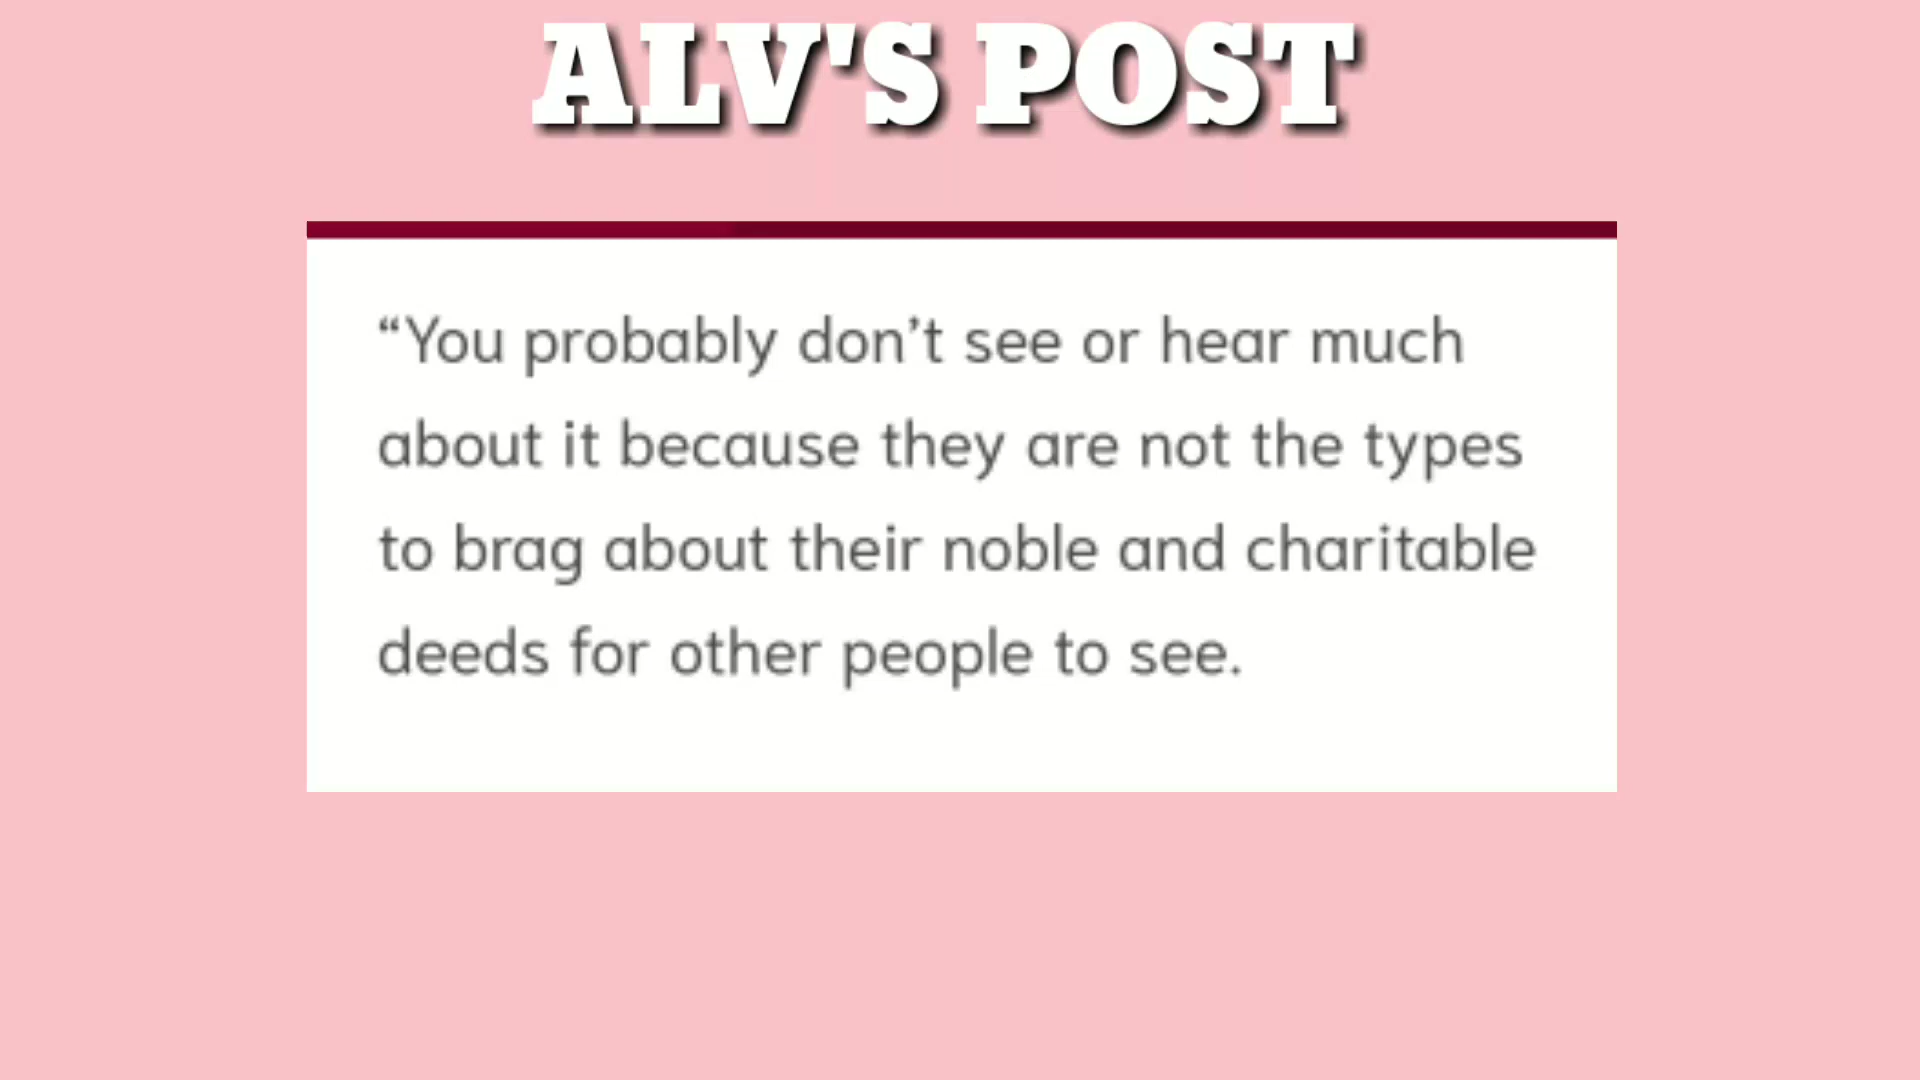 ALV'S POST
“You probably don’t see or hear much
about it because they are not the types
to brag about their noble and charitable
deeds for other people to see.